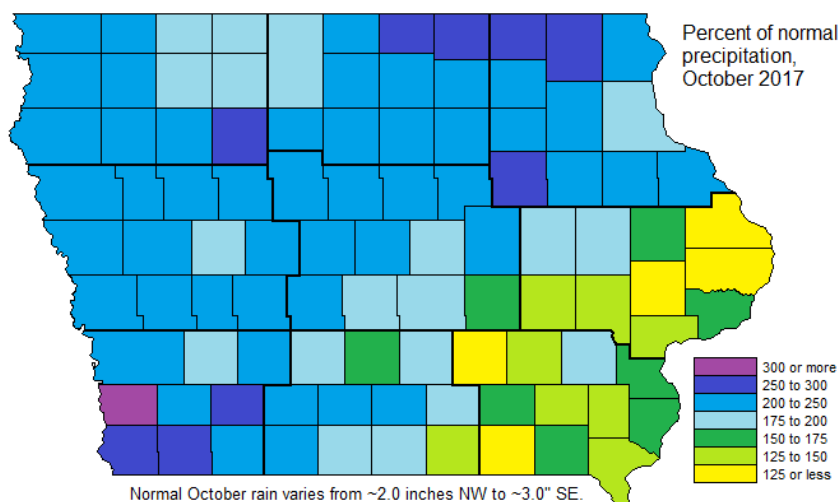 Percent of normal
precipitation,
October 2017
300 or more
250 to 300
200 to 250
175 to 200
150 to 175
125 to 150
125 or less
Normal October rain varies from ~2.0 inches NW to ~3.0" SE.